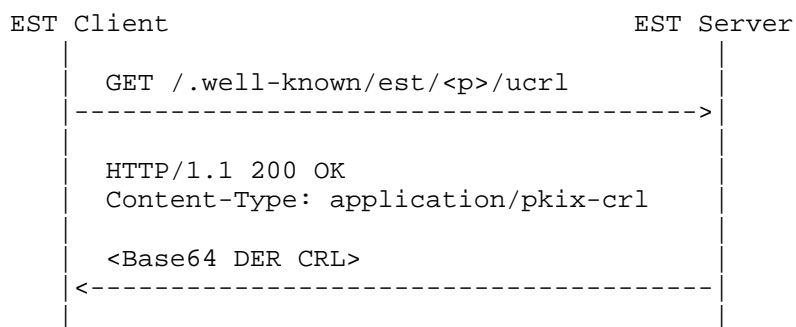 EST Client                             EST Server
GET /.well-known/est/<p>/ucrl
HTTP/1.1 200 OK
Content-Type: application/pkix-crl
<Base64 DER CRL>